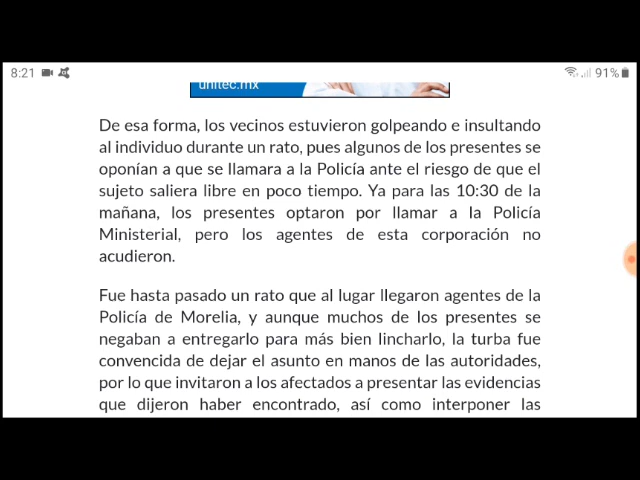 8:21
91%
unitec.mx
De esa forma, los vecinos estuvieron golpeando e insultando
al individuo durante un rato, pues algunos de los presentes se
oponían a que se llamara a la Policía ante el riesgo de que el
sujeto saliera libre en poco tiempo. Ya para las 10:30 de la
mañana, los presentes optaron por llamar a la Policía
Ministerial, pero los agentes de esta corporación no
acudieron.
Fue hasta pasado un rato que al lugar llegaron agentes de la
Policía de Morelia, y aunque muchos de los presentes se
negaban a entregarlo para más bien lincharlo, la turba fue
convencida de dejar el asunto en manos de las autoridades,
por lo que invitaron a los afectados a presentar las evidencias
que dijeron haber encontrado, así como interponer las